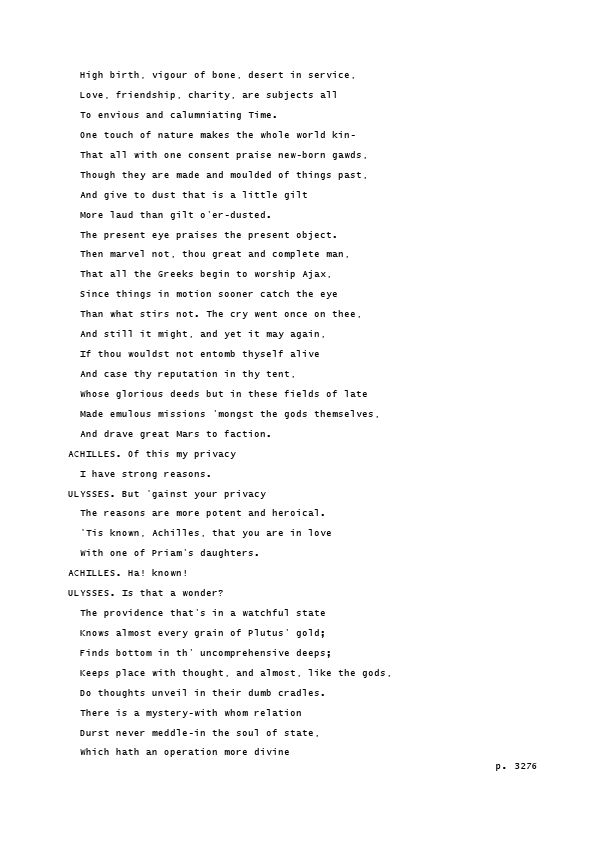 High birth, vigour of bone, desert in service,
Love, friendship, charity, are subjects all
To envious and calumniating Time.
One touch of nature makes the whole world kin-
That all with one consent praise new-born gawds,
Though they are made and moulded of things past,
And give to dust that is a little gilt
More laud than gilt o'er-dusted.
The present eye praises the present object.
Then marvel not, thou great and complete man,
That all the Greeks begin to worship Ajax,
Since things in motion sooner catch the eye
Than what stirs not. The cry went once on thee,
And still it might, and yet it may again,
If thou wouldst not entomb thyself alive
And case thy reputation in thy tent,
Whose glorious deeds but in these fields of late
Made emulous missions 'mongst the gods themselves,
And drave great Mars to faction.
ACHILLES. Of this my privacy
I have strong reasons.
ULYSSES. But 'gainst your privacy
The reasons are more potent and heroical.
'Tis known, Achilles, that you are in love
With one of Priam's daughters.
ACHILLES. Ha! known!
ULYSSES. Is that a wonder?
The providence that's in a watchful state
Knows almost every grain of Plutus' gold;
Finds bottom in th' uncomprehensive deeps;
Keeps place with thought, and almost, like the gods,
Do thoughts unveil in their dumb cradles.
There is a mystery-with whom relation
Durst never meddle-in the soul of state,
Which hath an operation more divine
p. 3276